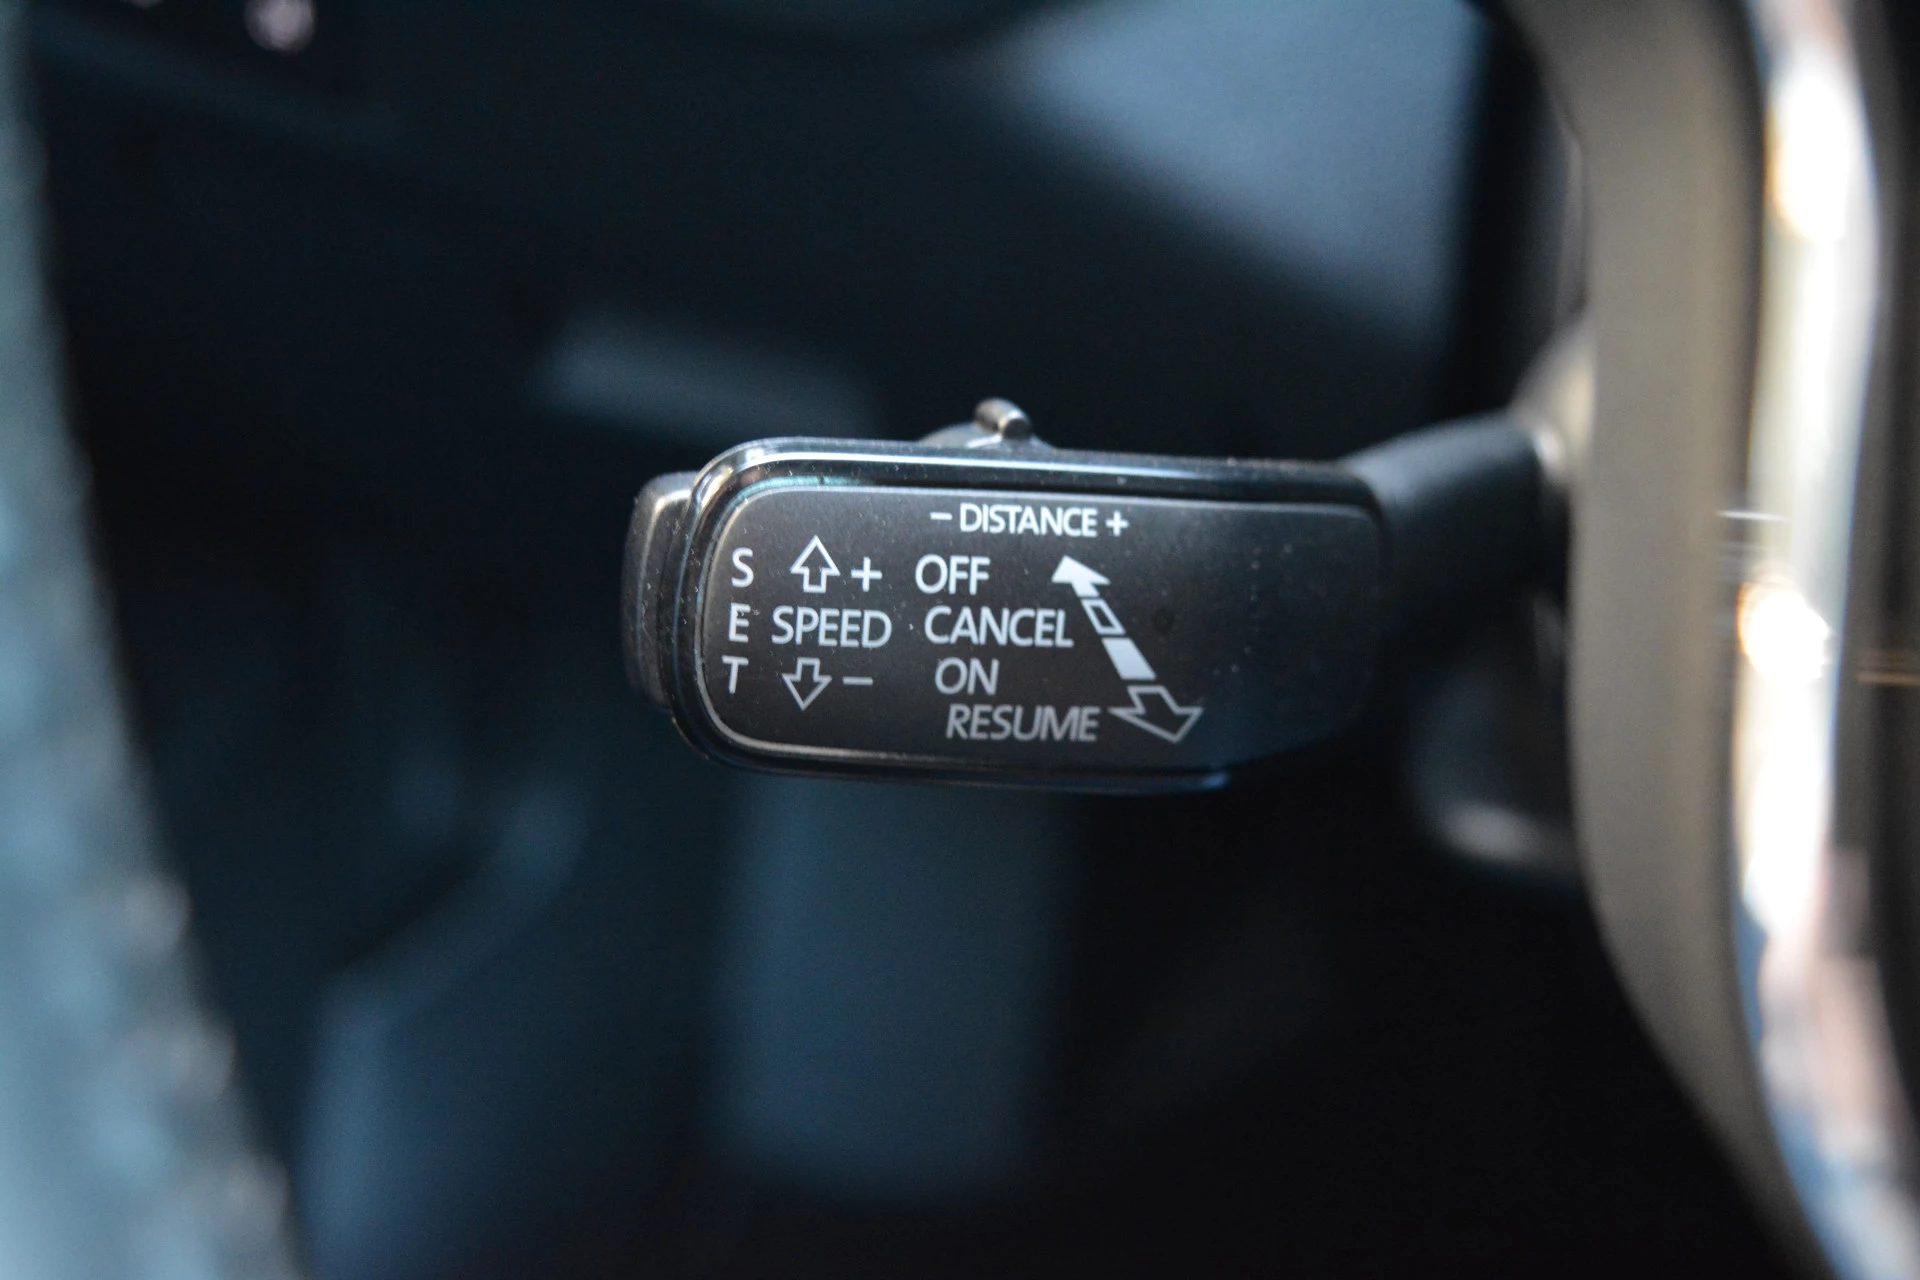 − DISTANCE +
S + OFF
E SPEED CANCEL
T − ON
RESUME